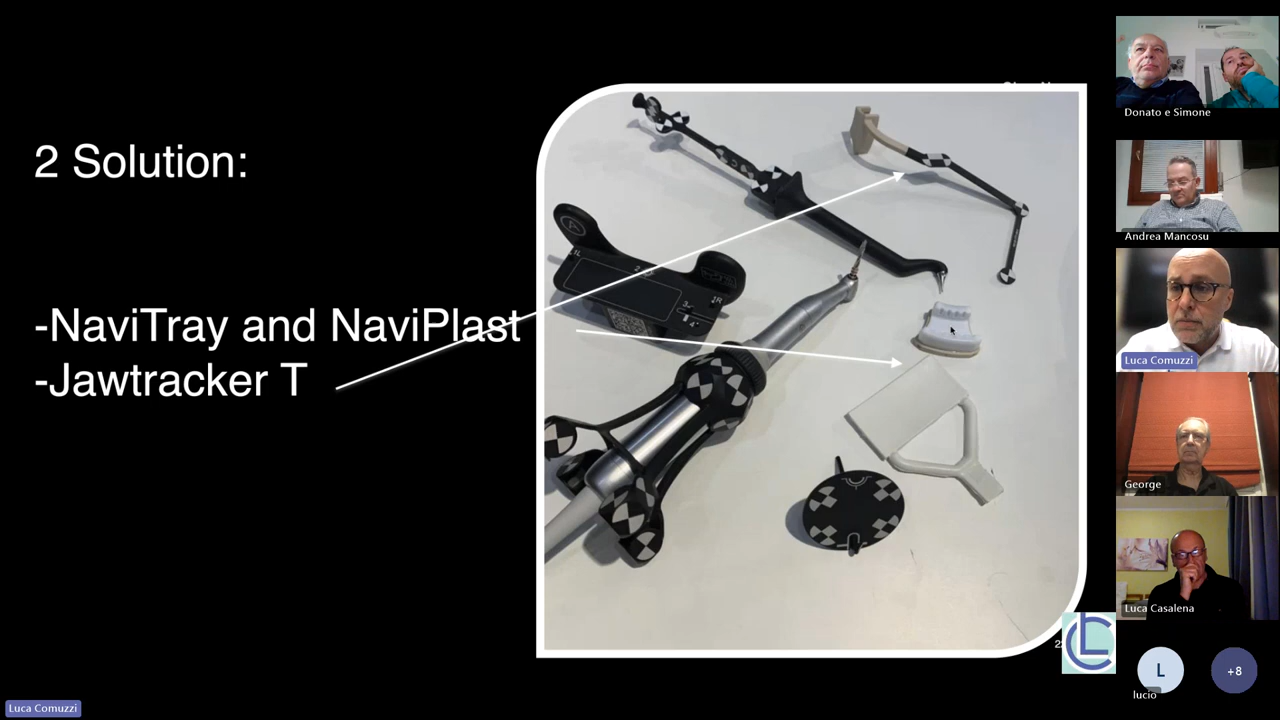 2 Solution:
-NaviTray and NaviPlast
-Jawtracker T
Donato e Simone
Andrea Mancosu
Luca Comuzzi
George
Luca Casalena
L
+8
lucio
Luca Comuzzi